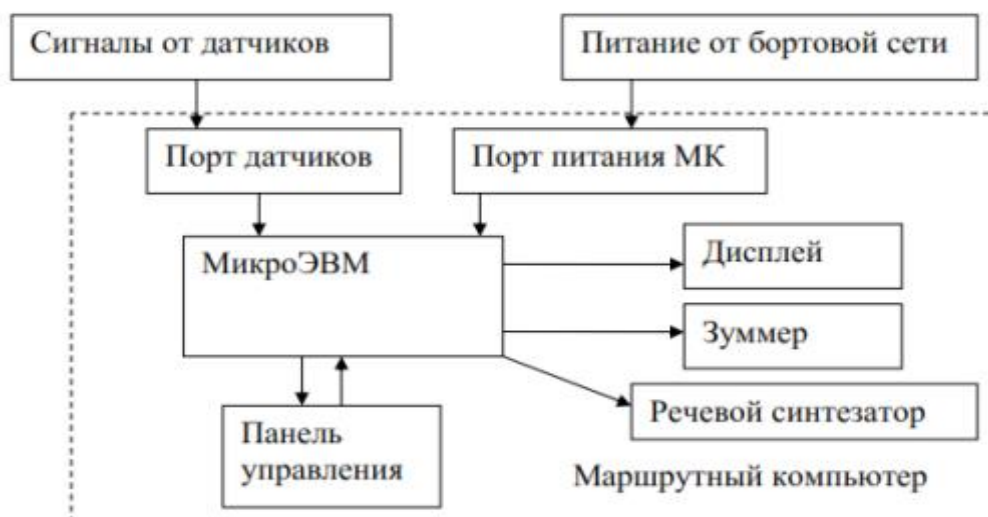 Сигналы от датчиков
Питание от бортовой сети
Порт датчиков
Порт питания МК
МикроЭВМ
Дисплей
Зуммер
Речевой синтезатор
Панель
управления
Маршрутный компьютер